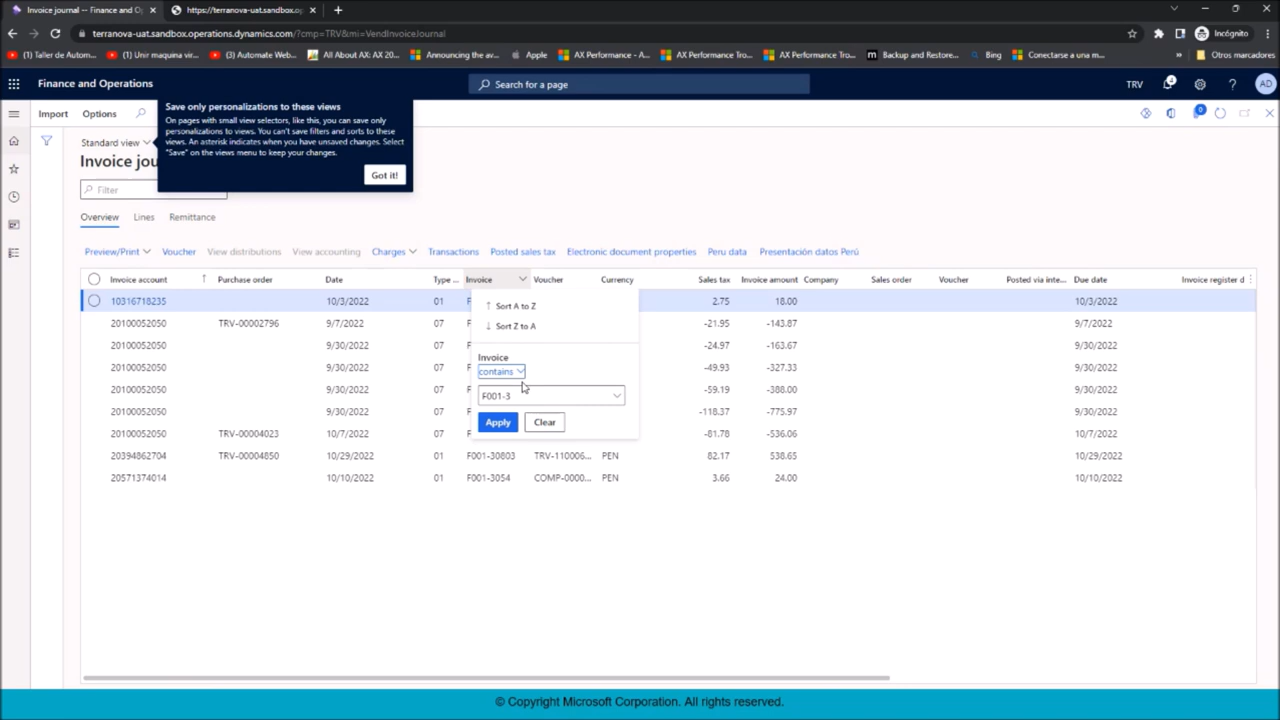 Invoice journal -- Finance and O
https://terranova-uat.sandbox.o
terranova-uat.sandbox.operations.dynamics.com/?cmp=TRV&mi=VendInvoiceJournal
Incógnito
(1) Taller de Autom...
(1) Unir maquina vir...
(3) Automate Web...
All About AX: AX 20...
Announcing the av...
Apple
AX Performance - A...
AX Performance Tro...
AX Performance Tro...
Backup and Restore...
Bing
Conectarse a una m...
»
Otros marcadores
Finance and Operations
Search for a page
TRV
4
?
AD
Import
Options
0
Save only personalizations to these views
On pages with small view selectors, like this, you can save only
personalizations to views. You can't save filters and sorts to these
views. An asterisk indicates when you have unsaved changes. Select
"Save" on the views menu to keep your changes.
Got it!
Standard view
Invoice jou
Filter
Overview
Lines
Remittance
Preview/Print
Voucher
View distributions
View accounting
Charges
Transactions
Posted sales tax
Electronic document properties
Peru data
Presentación datos Perú
Invoice account ↑ Purchase order Date Type ... Invoice Voucher Currency Sales tax Invoice amount Company Sales order Voucher Posted via inte... Due date Invoice register d
10316718235 10/3/2022 01 F 2.75 18.00 10/3/2022
20100052050 TRV-00002796 9/7/2022 07 F -21.95 -143.87 9/7/2022
20100052050 9/30/2022 07 F -24.97 -163.67 9/30/2022
20100052050 9/30/2022 07 F -49.93 -327.33 9/30/2022
20100052050 9/30/2022 07 F -59.19 -388.00 9/30/2022
20100052050 9/30/2022 07 F -118.37 -775.97 9/30/2022
20100052050 TRV-00004023 10/7/2022 07 F -81.78 -536.06 10/7/2022
20394862704 TRV-00004850 10/29/2022 01 F001-30803 TRV-110006... PEN 82.17 538.65 10/29/2022
20571374014 10/10/2022 01 F001-3054 COMP-0000... PEN 3.66 24.00 10/10/2022
↑ Sort A to Z
↓ Sort Z to A
Invoice
contains
F001-3
Apply
Clear
© Copyright Microsoft Corporation. All rights reserved.